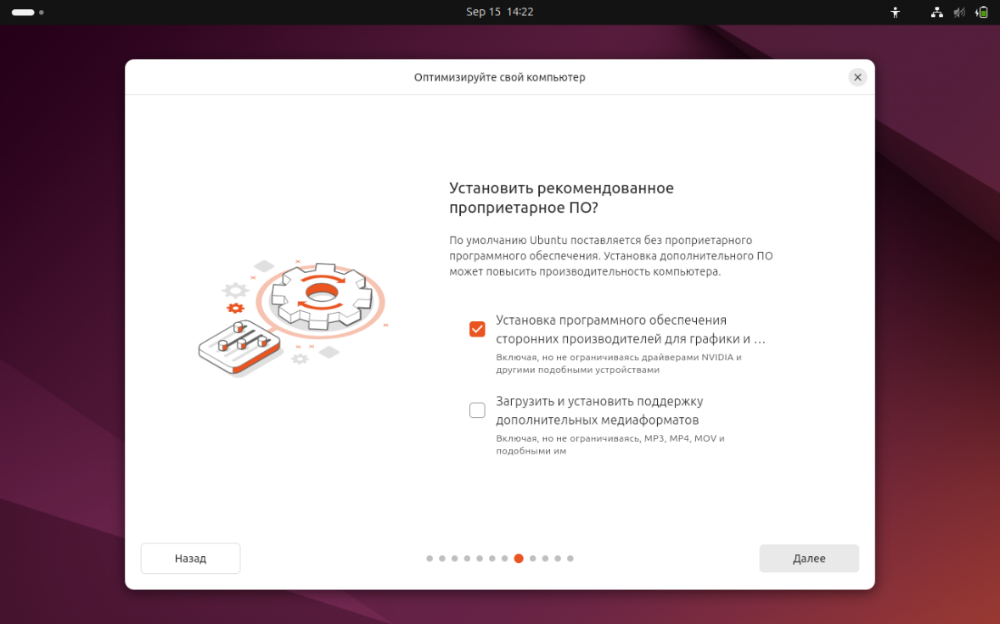 Sep 15 14:22
Оптимизируйте свой компьютер
Установить рекомендованное
проприетарное ПО?
По умолчанию Ubuntu поставляется без проприетарного
программного обеспечения. Установка дополнительного ПО
может повысить производительность компьютера.
Установка программного обеспечения
сторонних производителей для графики и …
Включая, но не ограничиваясь драйверами NVIDIA и
другими подобными устройствами
Загрузить и установить поддержку
дополнительных медиаформатов
Включая, но не ограничиваясь, MP3, MP4, MOV и
подобными им
Назад
Далее